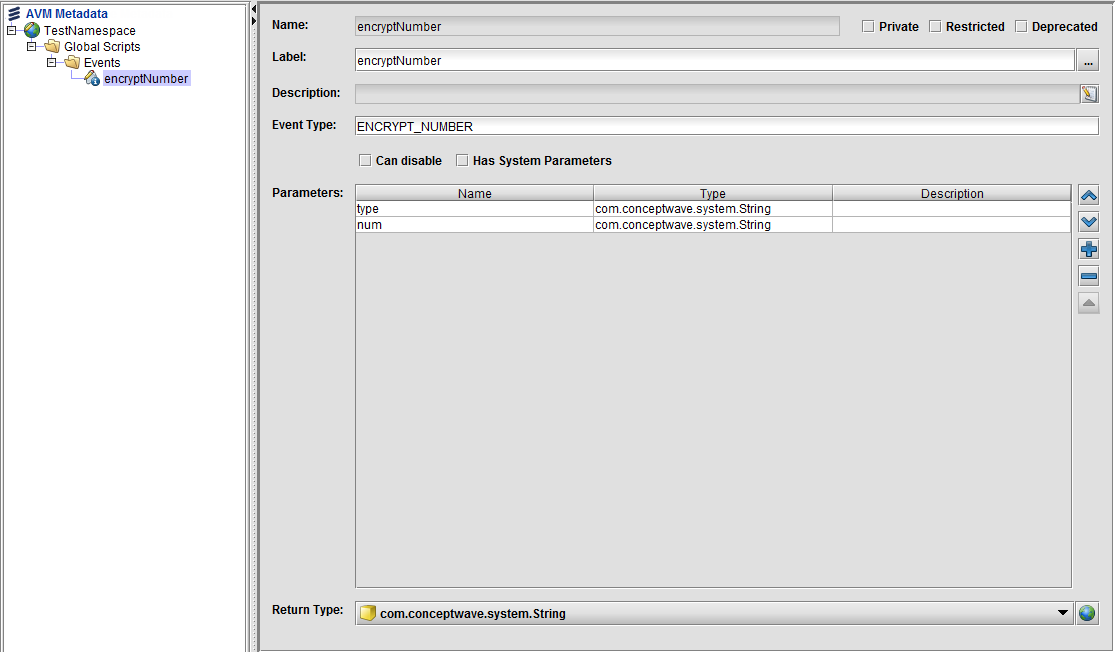 AVM Metadata
TestNamespace
Global Scripts
Events
encryptNumber
Name: encryptNumber Private Restricted Deprecated
Label: encryptNumber ...
Description:
Event Type: ENCRYPT_NUMBER
Can disable Has System Parameters
Parameters: Name Type Description
type com.conceptwave.system.String
num com.conceptwave.system.String
Return Type: com.conceptwave.system.String